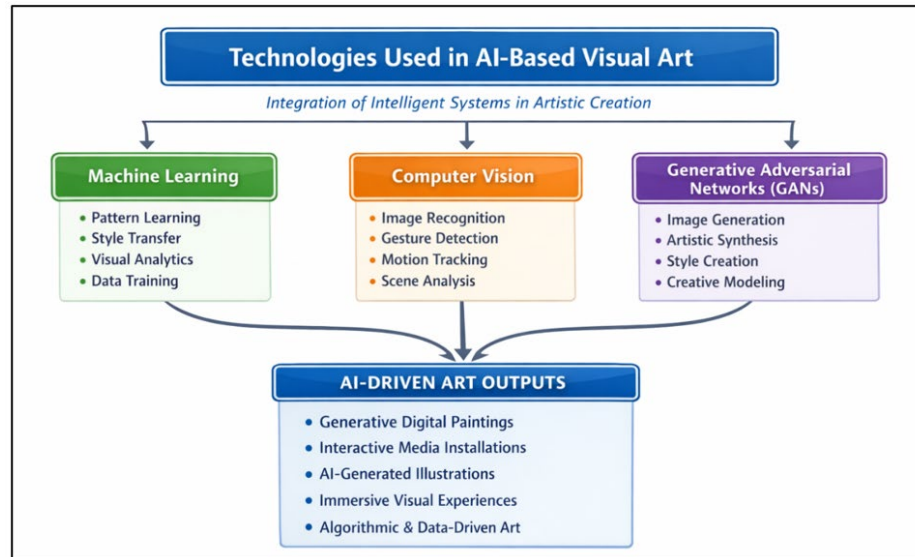 Technologies Used in AI-Based Visual Art
Integration of Intelligent Systems in Artistic Creation
Machine Learning
• Pattern Learning
• Style Transfer
• Visual Analytics
• Data Training
Computer Vision
• Image Recognition
• Gesture Detection
• Motion Tracking
• Scene Analysis
Generative Adversarial
Networks (GANs)
• Image Generation
• Artistic Synthesis
• Style Creation
• Creative Modeling
AI-DRIVEN ART OUTPUTS
• Generative Digital Paintings
• Interactive Media Installations
• AI-Generated Illustrations
• Immersive Visual Experiences
• Algorithmic & Data-Driven Art